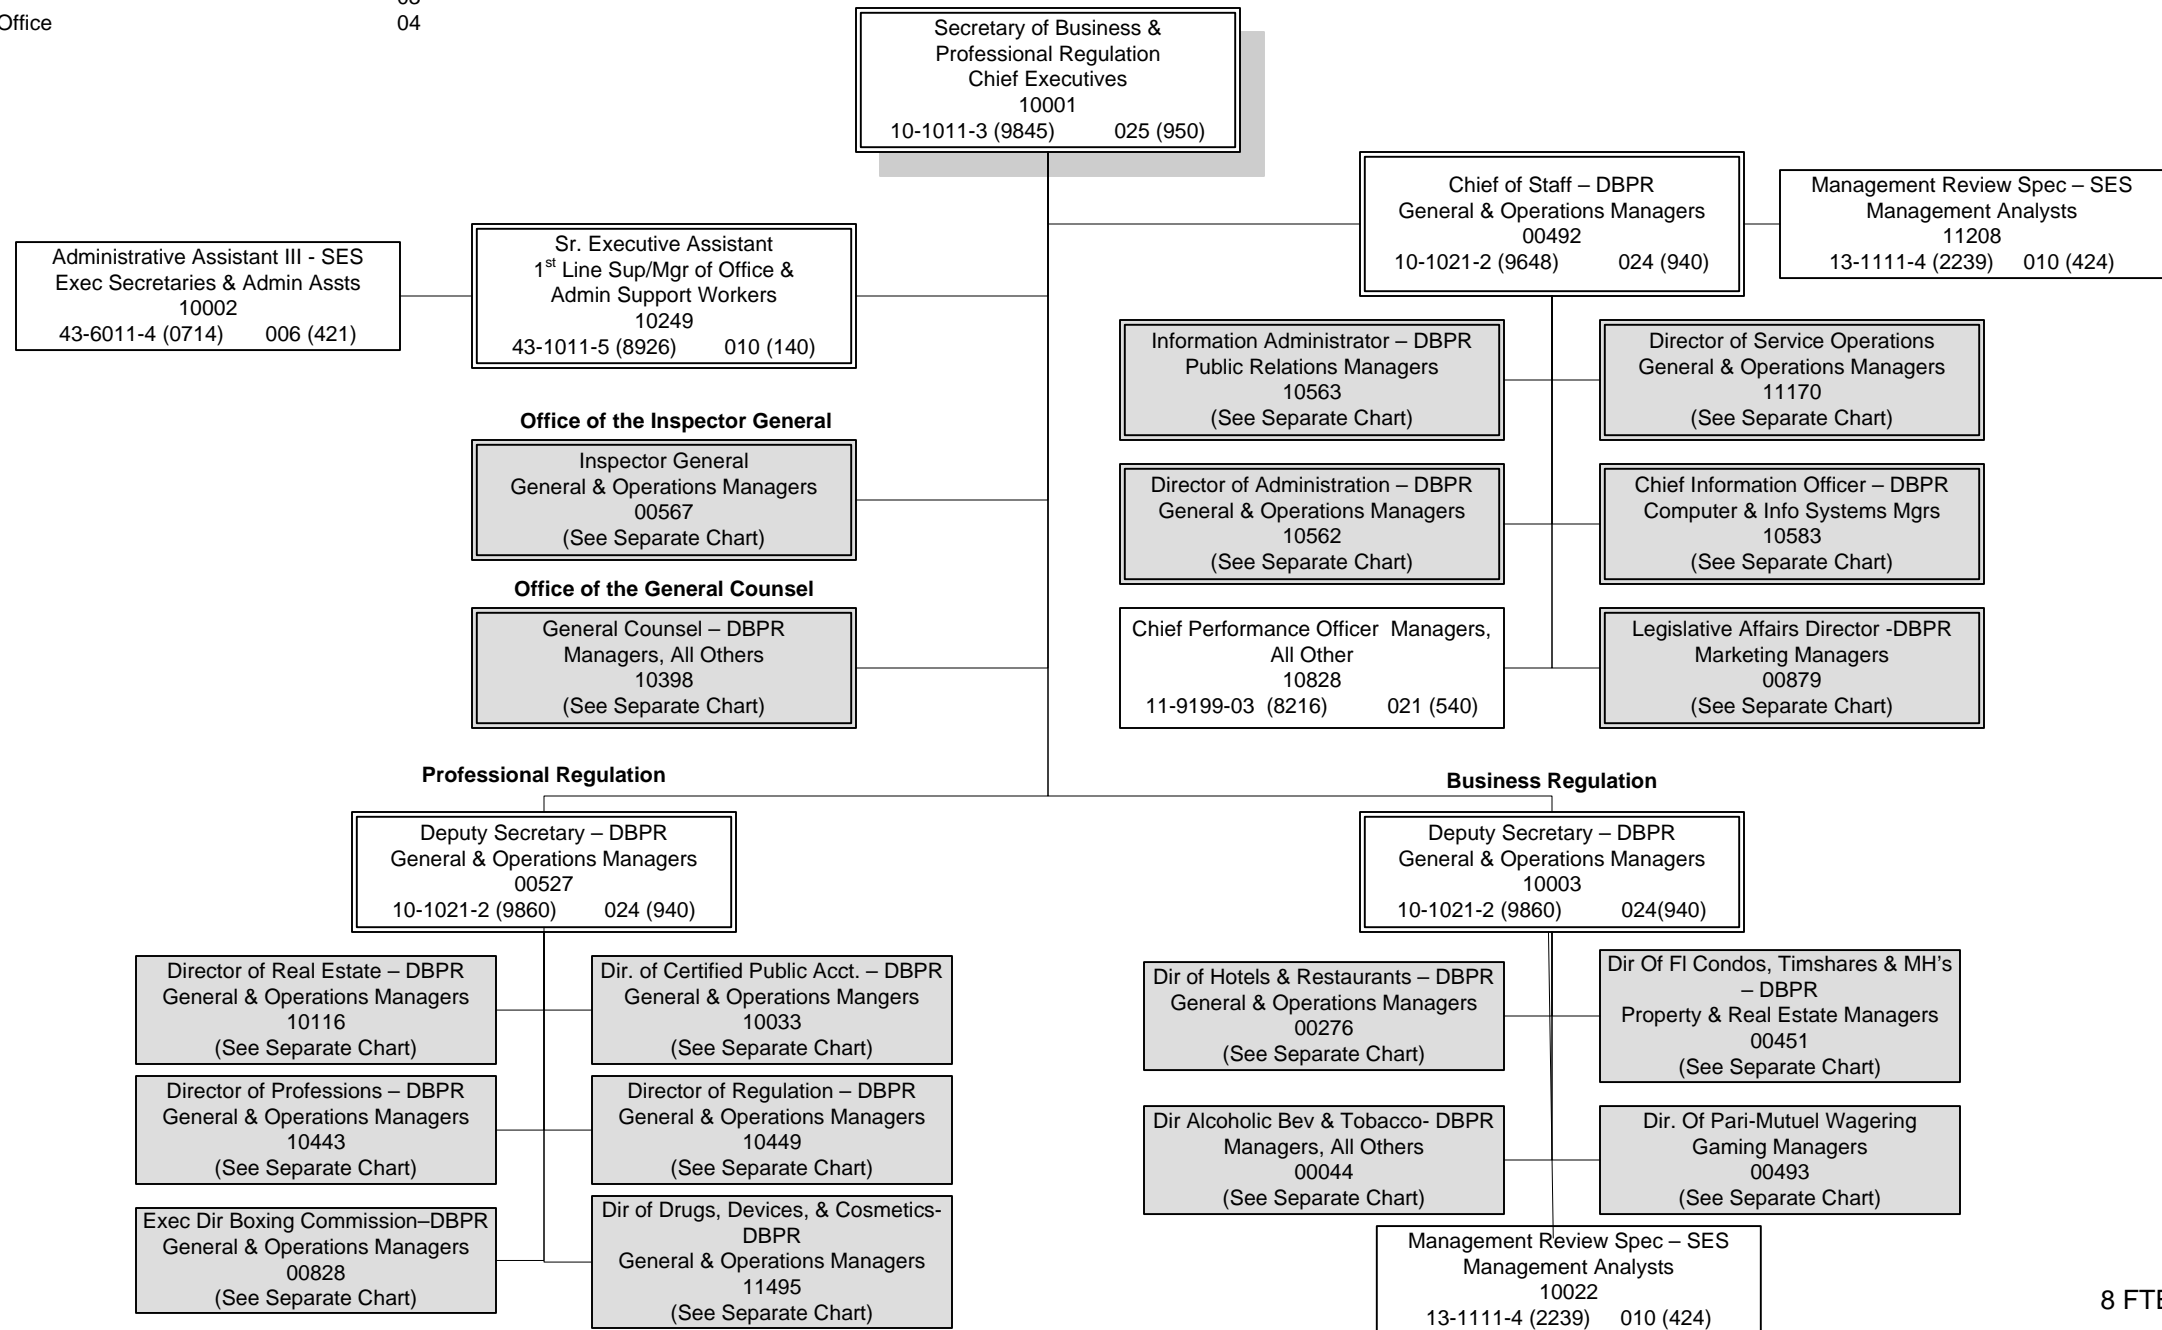 Office 04
Secretary of Business &
Professional Regulation
Chief Executives
10001
10-1011-3 (9845) 025 (950)
Chief of Staff – DBPR
General & Operations Managers
00492
10-1021-2 (9648) 024 (940)
Management Review Spec – SES
Management Analysts
11208
13-1111-4 (2239) 010 (424)
Administrative Assistant III - SES
Exec Secretaries & Admin Assts
10002
43-6011-4 (0714) 006 (421)
Sr. Executive Assistant
1st Line Sup/Mgr of Office &
Admin Support Workers
10249
43-1011-5 (8926) 010 (140)
Information Administrator – DBPR
Public Relations Managers
10563
(See Separate Chart)
Director of Service Operations
General & Operations Managers
11170
(See Separate Chart)
Office of the Inspector General
Inspector General
General & Operations Managers
00567
(See Separate Chart)
Director of Administration – DBPR
General & Operations Managers
10562
(See Separate Chart)
Chief Information Officer – DBPR
Computer & Info Systems Mgrs
10583
(See Separate Chart)
Office of the General Counsel
General Counsel – DBPR
Managers, All Others
10398
(See Separate Chart)
Chief Performance Officer Managers,
All Other
10828
11-9199-03 (8216) 021 (540)
Legislative Affairs Director -DBPR
Marketing Managers
00879
(See Separate Chart)
Professional Regulation
Deputy Secretary – DBPR
General & Operations Managers
00527
10-1021-2 (9860) 024 (940)
Business Regulation
Deputy Secretary – DBPR
General & Operations Managers
10003
10-1021-2 (9860) 024(940)
Director of Real Estate – DBPR
General & Operations Managers
10116
(See Separate Chart)
Dir. of Certified Public Acct. – DBPR
General & Operations Mangers
10033
(See Separate Chart)
Director of Professions – DBPR
General & Operations Managers
10443
(See Separate Chart)
Director of Regulation – DBPR
General & Operations Managers
10449
(See Separate Chart)
Exec Dir Boxing Commission–DBPR
General & Operations Managers
00828
(See Separate Chart)
Dir of Drugs, Devices, & Cosmetics-
DBPR
General & Operations Managers
11495
(See Separate Chart)
Dir of Hotels & Restaurants – DBPR
General & Operations Managers
00276
(See Separate Chart)
Dir Of Fl Condos, Timshares & MH's
– DBPR
Property & Real Estate Managers
00451
(See Separate Chart)
Dir Alcoholic Bev & Tobacco- DBPR
Managers, All Others
00044
(See Separate Chart)
Dir. Of Pari-Mutuel Wagering
Gaming Managers
00493
(See Separate Chart)
Management Review Spec – SES
Management Analysts
10022
13-1111-4 (2239) 010 (424)
8 FTE